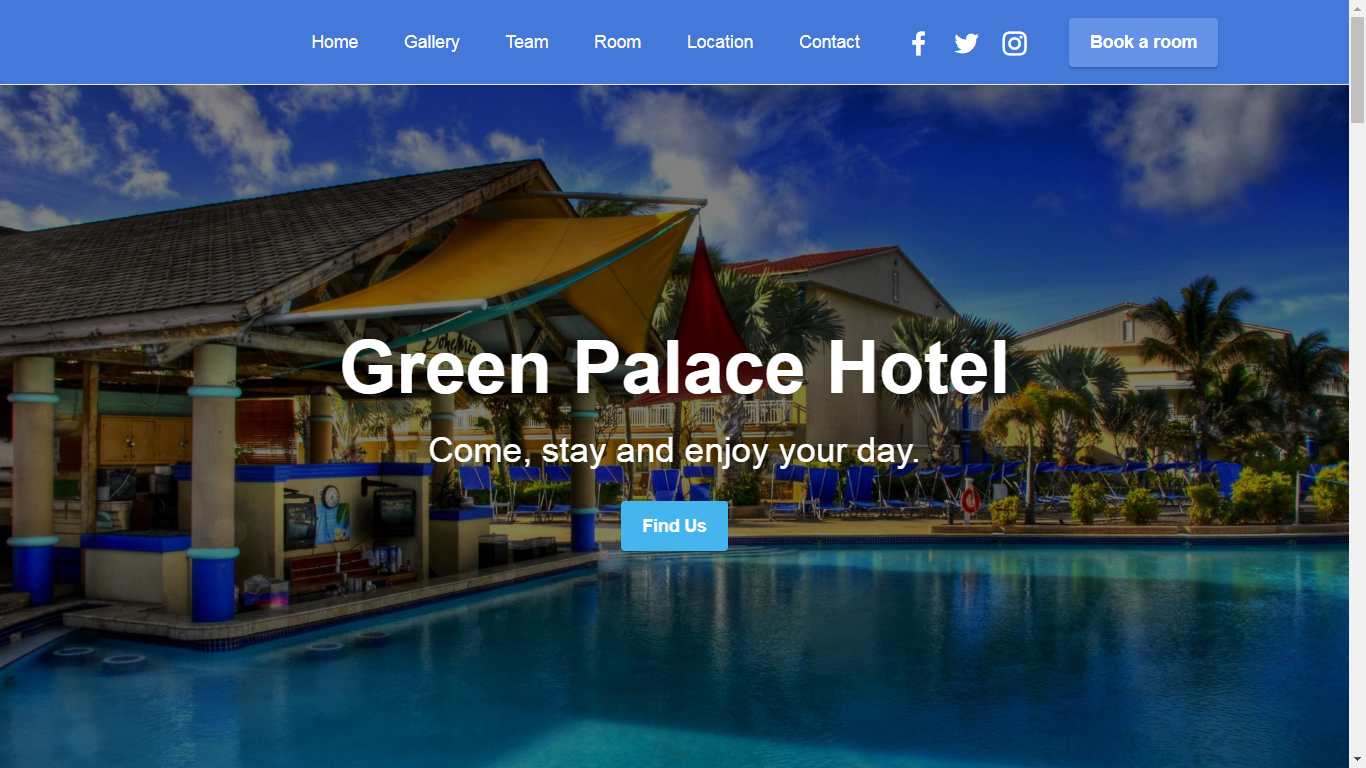 Home Gallery Team Room Location Contact Book a room
Bohemia
Green Palace Hotel
Come, stay and enjoy your day.
Find Us